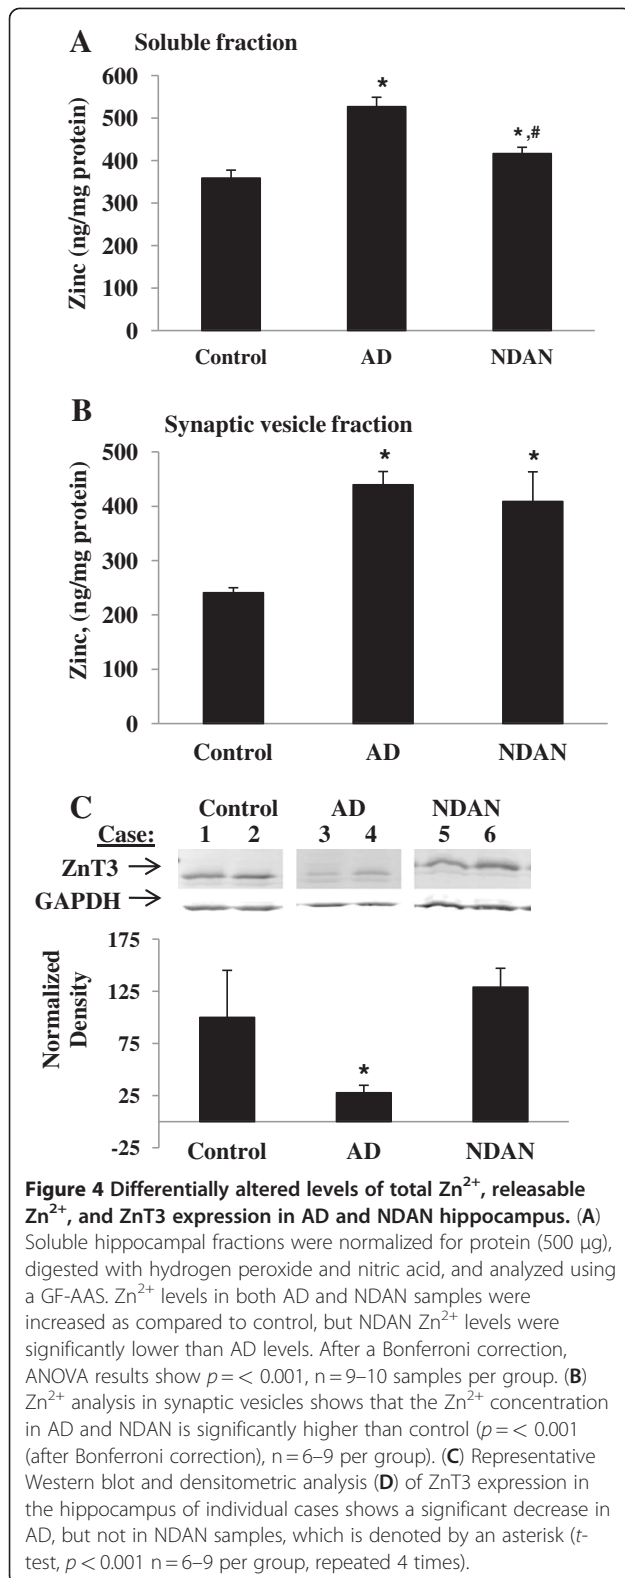 A Soluble fraction
Zinc (ng/mg protein)
600
500
400
300
200
100
0
*
*,#
Control AD NDAN
B Synaptic vesicle fraction
Zinc, (ng/mg protein)
500
400
300
200
100
0
*
*
Control AD NDAN
C Control AD NDAN
Case: 1 2 3 4 5 6
ZnT3
GAPDH
Normalized
Density
175
125
75
25
-25
*
Control AD NDAN
Figure 4 Differentially altered levels of total Zn²⁺, releasable
Zn²⁺, and ZnT3 expression in AD and NDAN hippocampus. (A)
Soluble hippocampal fractions were normalized for protein (500 μg),
digested with hydrogen peroxide and nitric acid, and analyzed using
a GF-AAS. Zn²⁺ levels in both AD and NDAN samples were
increased as compared to control, but NDAN Zn²⁺ levels were
significantly lower than AD levels. After a Bonferroni correction,
ANOVA results show p = < 0.001, n = 9–10 samples per group. (B)
Zn²⁺ analysis in synaptic vesicles shows that the Zn²⁺ concentration
in AD and NDAN is significantly higher than control (p = < 0.001
(after Bonferroni correction), n = 6–9 per group). (C) Representative
Western blot and densitometric analysis (D) of ZnT3 expression in
the hippocampus of individual cases shows a significant decrease in
AD, but not in NDAN samples, which is denoted by an asterisk (t-
test, p < 0.001 n = 6–9 per group, repeated 4 times).